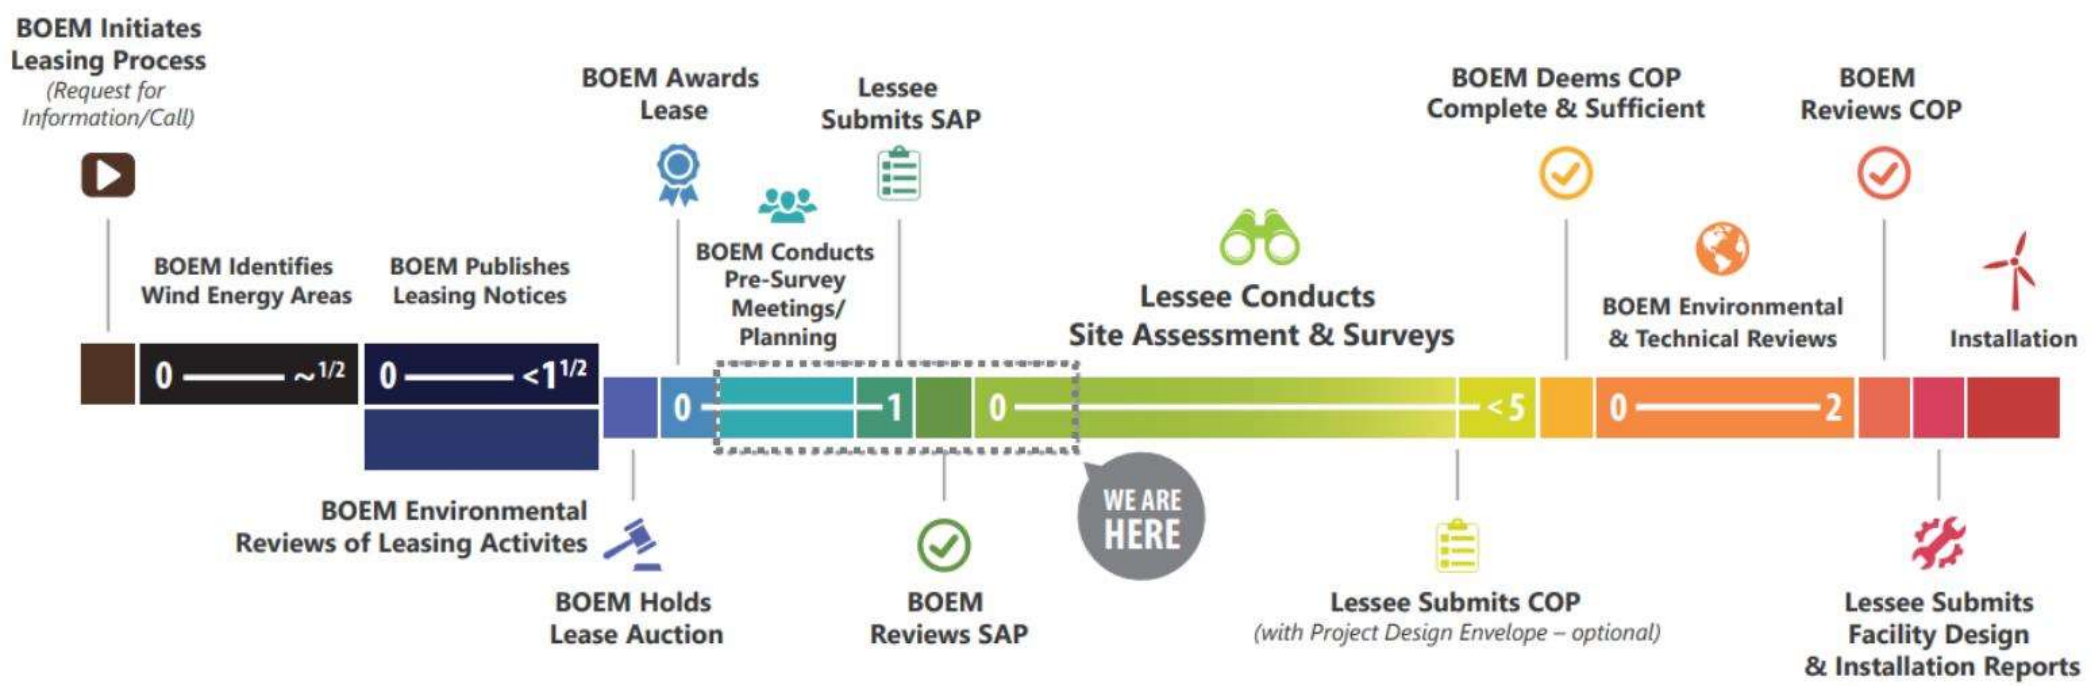 BOEM Initiates
Leasing Process
(Request for
Information/Call)
BOEM Identifies
Wind Energy Areas
BOEM Publishes
Leasing Notices
BOEM Awards
Lease
BOEM Conducts
Pre-Survey
Meetings/
Planning
Lessee
Submits SAP
Lessee Conducts
Site Assessment & Surveys
BOEM Deems COP
Complete & Sufficient
BOEM Environmental
& Technical Reviews
BOEM
Reviews COP
Installation
0 ~1/2
0 <1 1/2
0 1
0 <5
0 2
BOEM Environmental
Reviews of Leasing Activites
BOEM Holds
Lease Auction
BOEM
Reviews SAP
WE ARE
HERE
Lessee Submits COP
(with Project Design Envelope – optional)
Lessee Submits
Facility Design
& Installation Reports